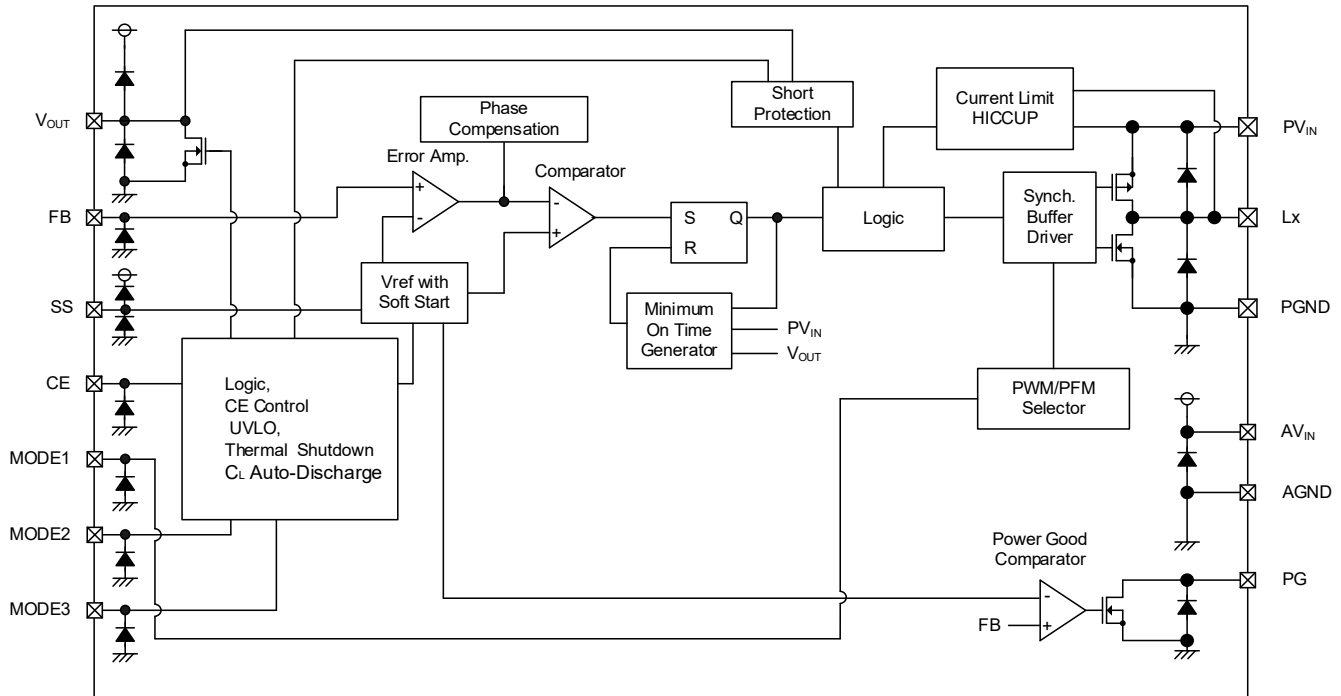 VOUT
FB
SS
CE
MODE1
MODE2
MODE3
Phase
Compensation
Error Amp.
+
-
Comparator
-
+
Vref with
Soft Start
Logic,
CE Control
UVLO,
Thermal Shutdown
CL Auto-Discharge
Short
Protection
S Q
R
Minimum
On Time
Generator
PVIN
VOUT
Logic
Current Limit
HICCUP
Synch.
Buffer
Driver
PWM/PFM
Selector
Power Good
Comparator
-
FB +
PVIN
Lx
PGND
AVIN
AGND
PG